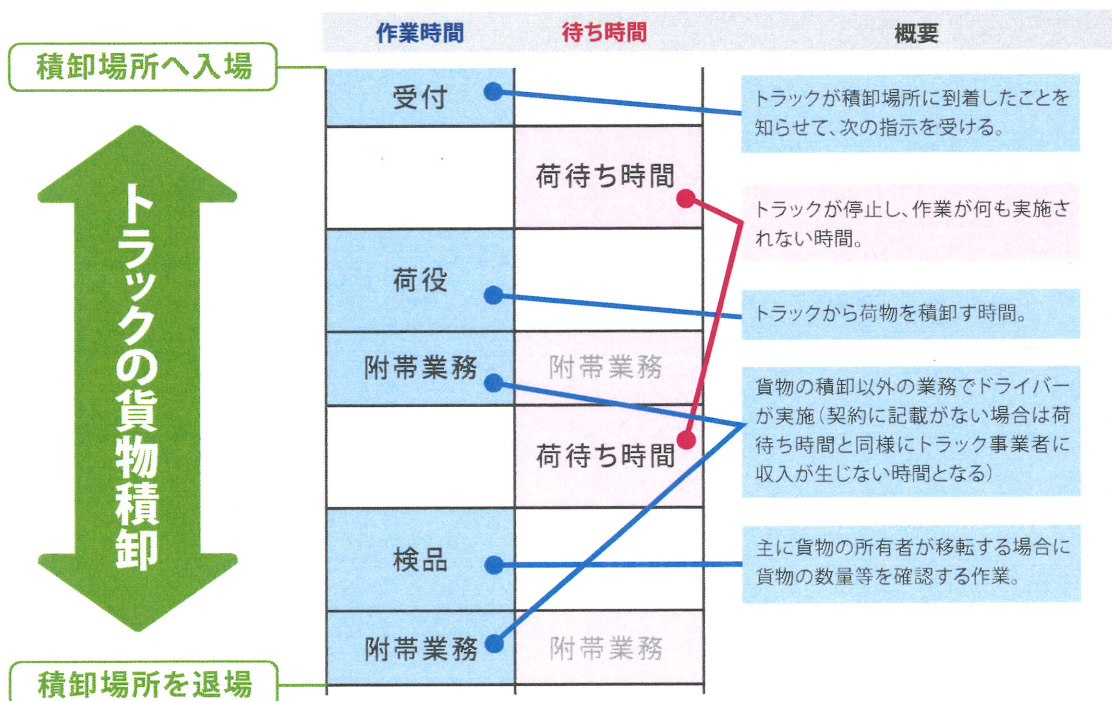 作業時間 待ち時間 概要
積卸場所へ入場
受付
トラックが積卸場所に到着したことを
知らせて、次の指示を受ける。
荷待ち時間
トラックが停止し、作業が何も実施さ
れない時間。
トラックの貨物積卸
荷役
トラックから荷物を積卸す時間。
附帯業務 附帯業務
貨物の積卸以外の業務でドライバー
が実施(契約に記載がない場合は荷
待ち時間と同様にトラック事業者に
収入が生じない時間となる)
荷待ち時間
検品
主に貨物の所有者が移転する場合に
貨物の数量等を確認する作業。
附帯業務 附帯業務
積卸場所を退場